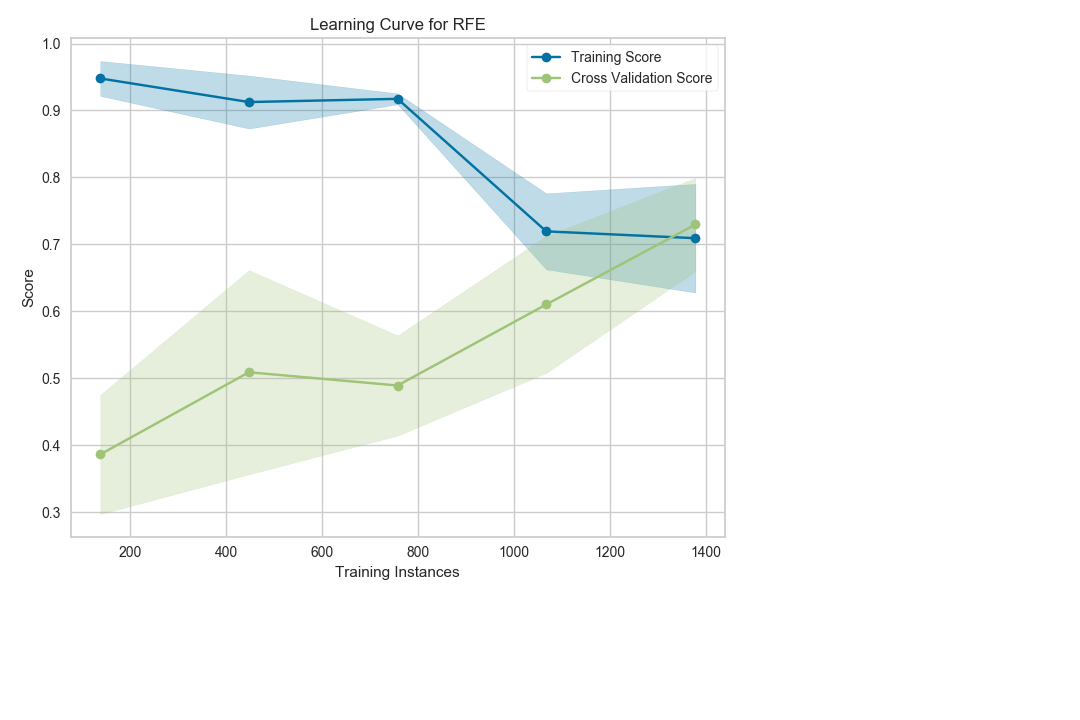 Learning Curve for RFE
Training Score
Cross Validation Score
Score
1.0
0.9
0.8
0.7
0.6
0.5
0.4
0.3
200 400 600 800 1000 1200 1400
Training Instances